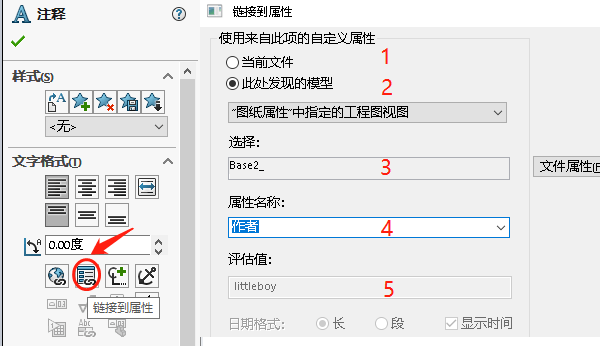 注释
样式(S)
<无>
文字格式(T)
0.00度
链接到属性
链接到属性
使用来自此项的自定义属性
当前文件
1
此处发现的模型
2
"图纸属性"中指定的工程图视图
选择:
Base2_
3
文件属性(F
属性名称:
作者
4
评估值:
littleboy
5
日期格式:
长
段
显示时间